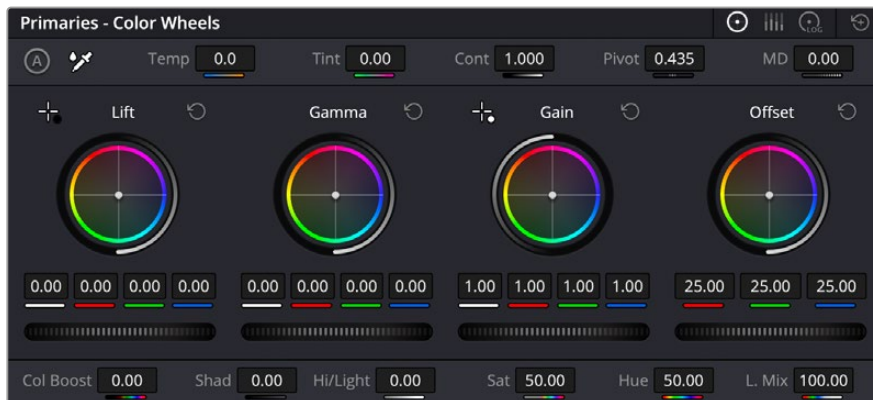 Primaries - Color Wheels
LOG
A Temp 0.0 Tint 0.00 Cont 1.000 Pivot 0.435 MD 0.00
Lift Gamma Gain Offset
0.00 0.00 0.00 0.00 0.00 0.00 0.00 0.00 1.00 1.00 1.00 1.00 25.00 25.00 25.00
Col Boost 0.00 Shad 0.00 Hi/Light 0.00 Sat 50.00 Hue 50.00 L. Mix 100.00